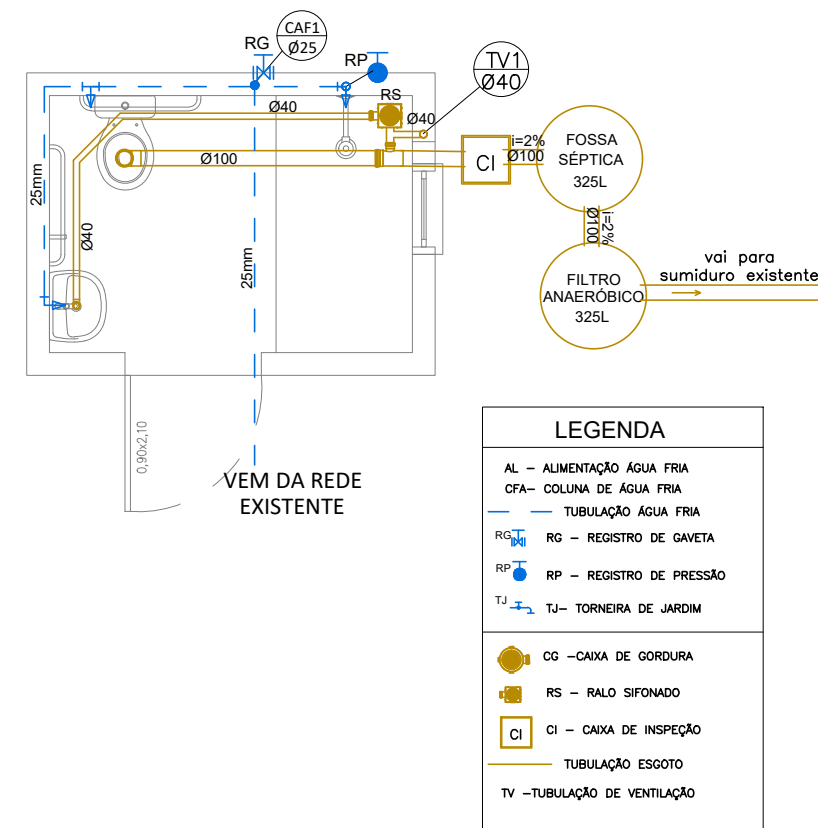 CAF1
Ø25
RG
RP
TV1
Ø40
RS
Ø40
Ø40
i=2%
Ø100
FOSSA
SÉPTICA
325L
CI
Ø100
25mm
Ø40
25mm
Ø100
i=2%
vai para
sumiduro existente
FILTRO
ANAERÓBICO
325L
0,90x2,10
VEM DA REDE
EXISTENTE
LEGENDA
AL – ALIMENTAÇÃO ÁGUA FRIA
CFA– COLUNA DE ÁGUA FRIA
TUBULAÇÃO ÁGUA FRIA
RG RG – REGISTRO DE GAVETA
RP RP – REGISTRO DE PRESSÃO
TJ TJ– TORNEIRA DE JARDIM
CG –CAIXA DE GORDURA
RS – RALO SIFONADO
CI CI – CAIXA DE INSPEÇÃO
TUBULAÇÃO ESGOTO
TV –TUBULAÇÃO DE VENTILAÇÃO